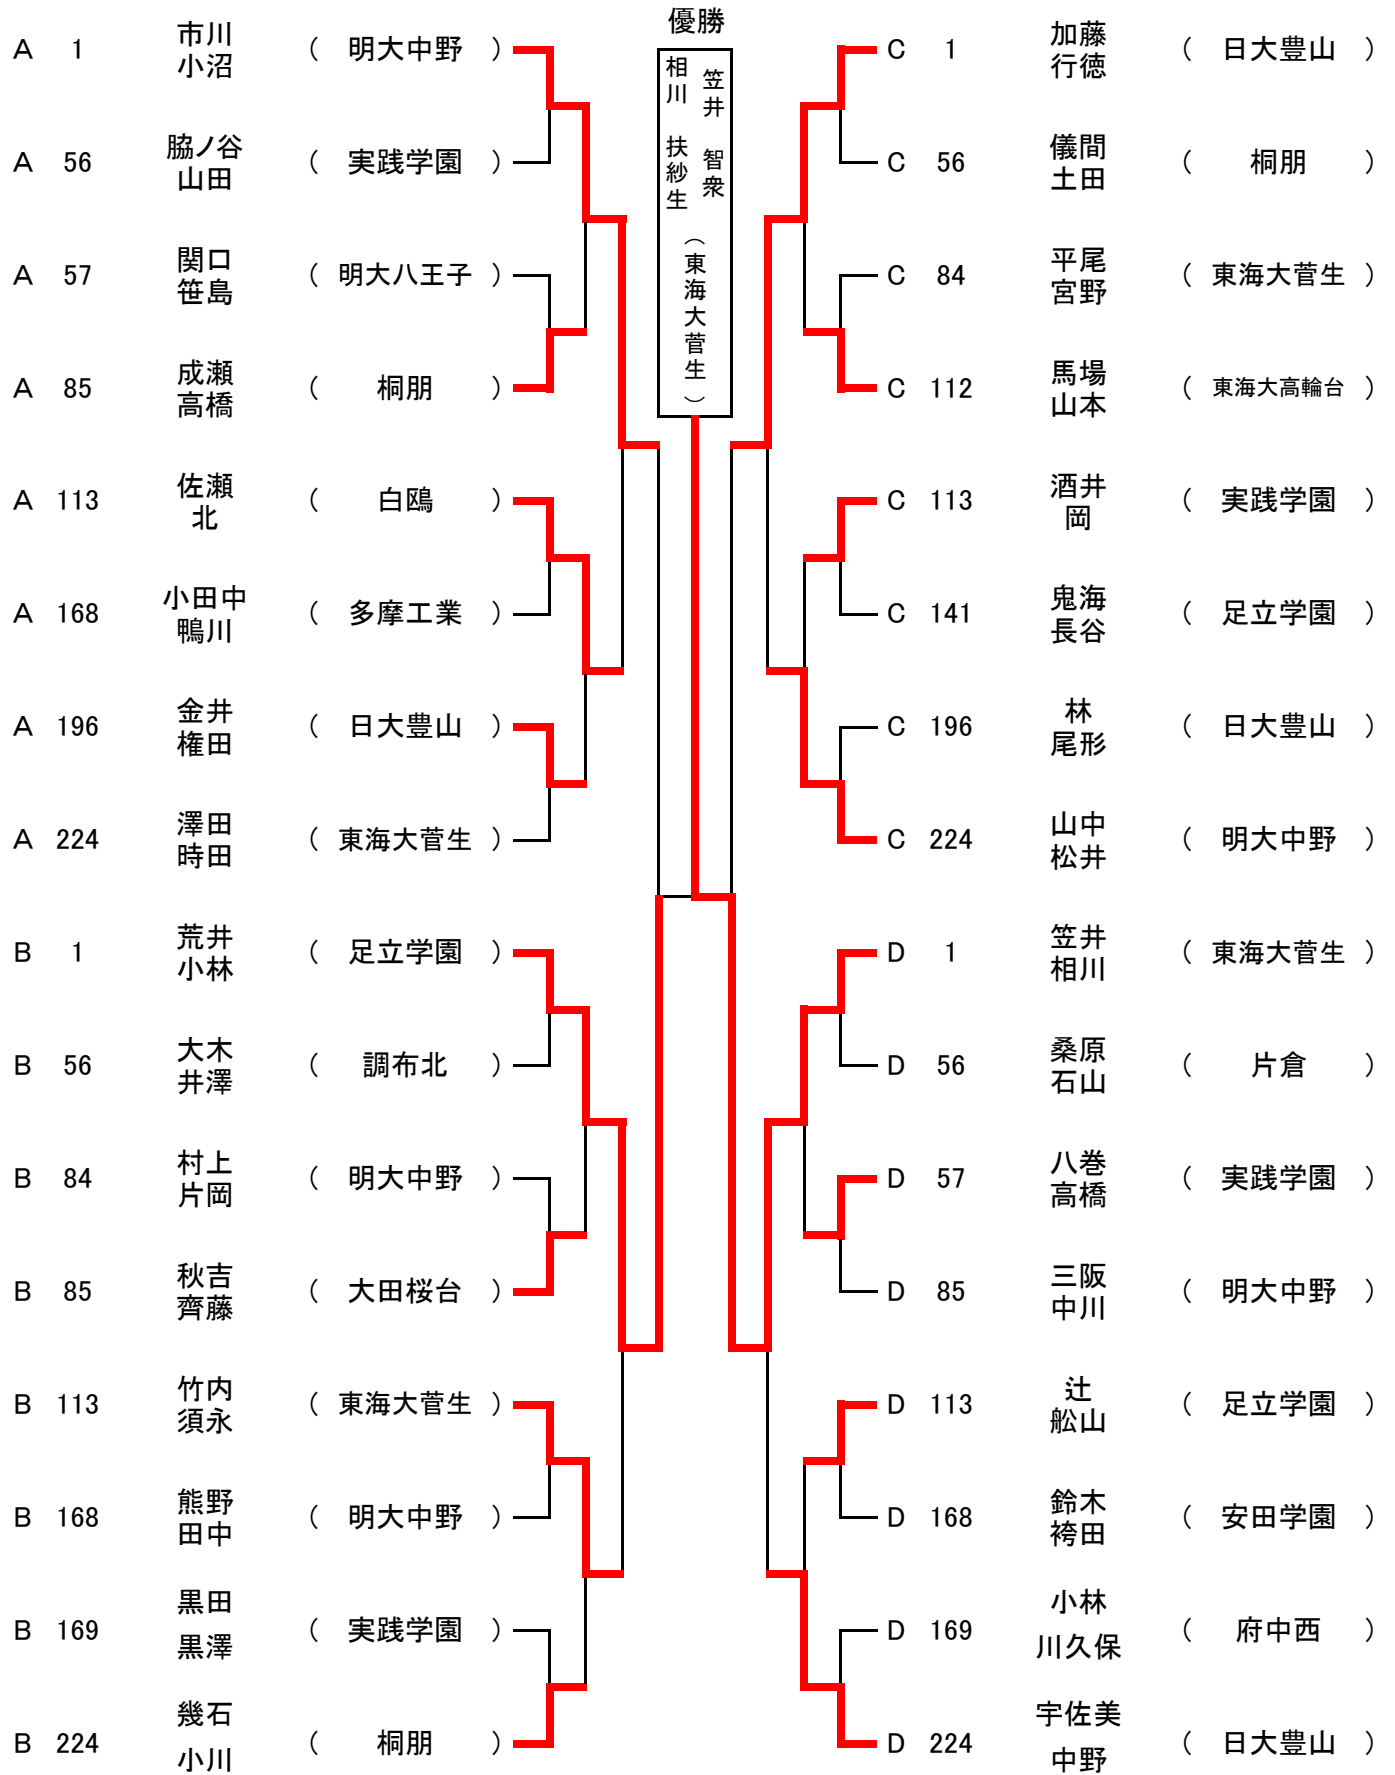 優勝
笠井 智衆
相川 扶紗生
（東海大菅生）
A 1 市川 小沼 （ 明大中野 ）
A 56 脇ノ谷 山田 （ 実践学園 ）
A 57 関口 笹島 （ 明大八王子 ）
A 85 成瀬 高橋 （ 桐朋 ）
A 113 佐瀬 北 （ 白鴎 ）
A 168 小田中 鴨川 （ 多摩工業 ）
A 196 金井 権田 （ 日大豊山 ）
A 224 澤田 時田 （ 東海大菅生 ）
B 1 荒井 小林 （ 足立学園 ）
B 56 大木 井澤 （ 調布北 ）
B 84 村上 片岡 （ 明大中野 ）
B 85 秋吉 齊藤 （ 大田桜台 ）
B 113 竹内 須永 （ 東海大菅生 ）
B 168 熊野 田中 （ 明大中野 ）
B 169 黒田 黒澤 （ 実践学園 ）
B 224 幾石 小川 （ 桐朋 ）
C 1 加藤 行徳 （ 日大豊山 ）
C 56 儀間 土田 （ 桐朋 ）
C 84 平尾 宮野 （ 東海大菅生 ）
C 112 馬場 山本 （ 東海大高輪台 ）
C 113 酒井 岡 （ 実践学園 ）
C 141 鬼海 長谷 （ 足立学園 ）
C 196 林 尾形 （ 日大豊山 ）
C 224 山中 松井 （ 明大中野 ）
D 1 笠井 相川 （ 東海大菅生 ）
D 56 桑原 石山 （ 片倉 ）
D 57 八巻 高橋 （ 実践学園 ）
D 85 三阪 中川 （ 明大中野 ）
D 113 辻 舩山 （ 足立学園 ）
D 168 鈴木 袴田 （ 安田学園 ）
D 169 小林 川久保 （ 府中西 ）
D 224 宇佐美 中野 （ 日大豊山 ）